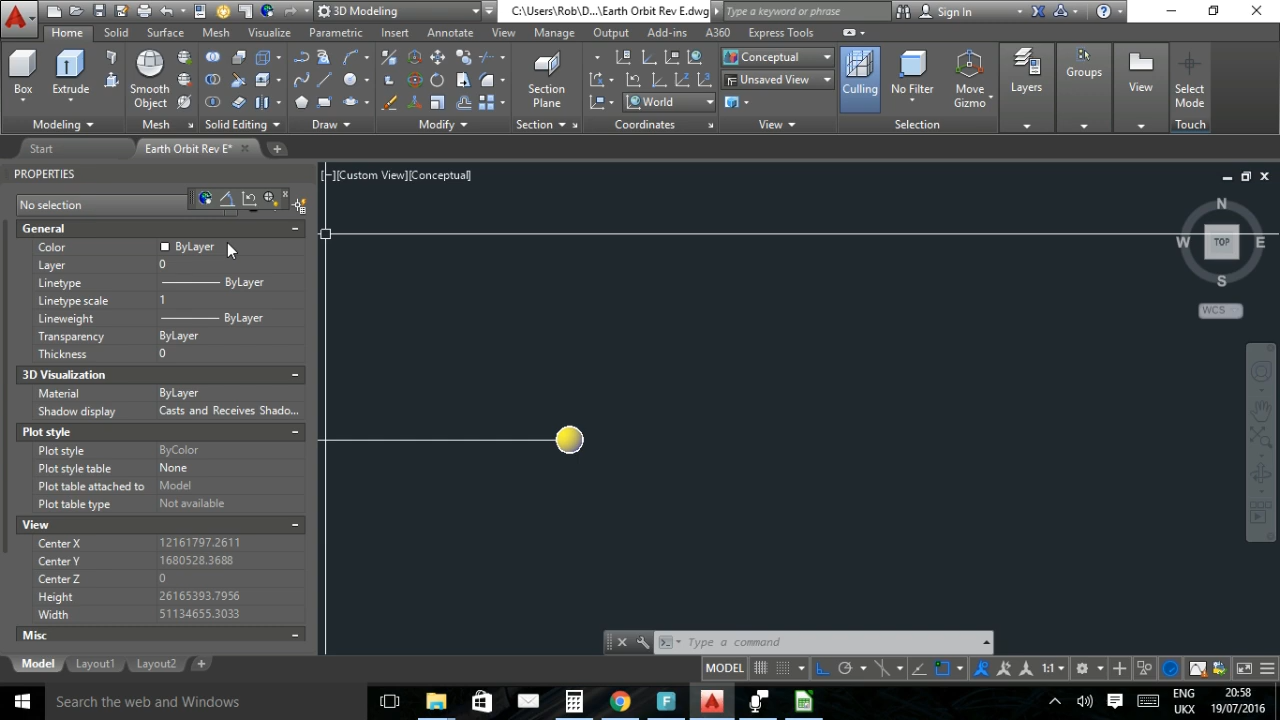 3D Modeling
C:\Users\Rob\D...\Earth Orbit Rev E.dwg
Type a keyword or phrase
Sign In
Home
Solid
Surface
Mesh
Visualize
Parametric
Insert
Annotate
View
Manage
Output
Add-ins
A360
Express Tools
Box
Extrude
Smooth Object
Section Plane
World
Conceptual
Unsaved View
Culling
No Filter
Move Gizmo
Layers
Groups
View
Select Mode
Modeling
Mesh
Solid Editing
Draw
Modify
Section
Coordinates
View
Selection
Touch
Start
Earth Orbit Rev E*
PROPERTIES
No selection
General
Color ByLayer
Layer 0
Linetype ByLayer
Linetype scale 1
Lineweight ByLayer
Transparency ByLayer
Thickness 0
3D Visualization
Material ByLayer
Shadow display Casts and Receives Shado...
Plot style
Plot style ByColor
Plot style table None
Plot table attached to Model
Plot table type Not available
View
Center X 12161797.2611
Center Y 1680528.3688
Center Z 0
Height 26165393.7956
Width 51134655.3033
Misc
[−][Custom View][Conceptual]
N
W TOP E
S
WCS
Type a command
Model
Layout1
Layout2
MODEL
1:1
Search the web and Windows
ENG
UKX
20:58
19/07/2016